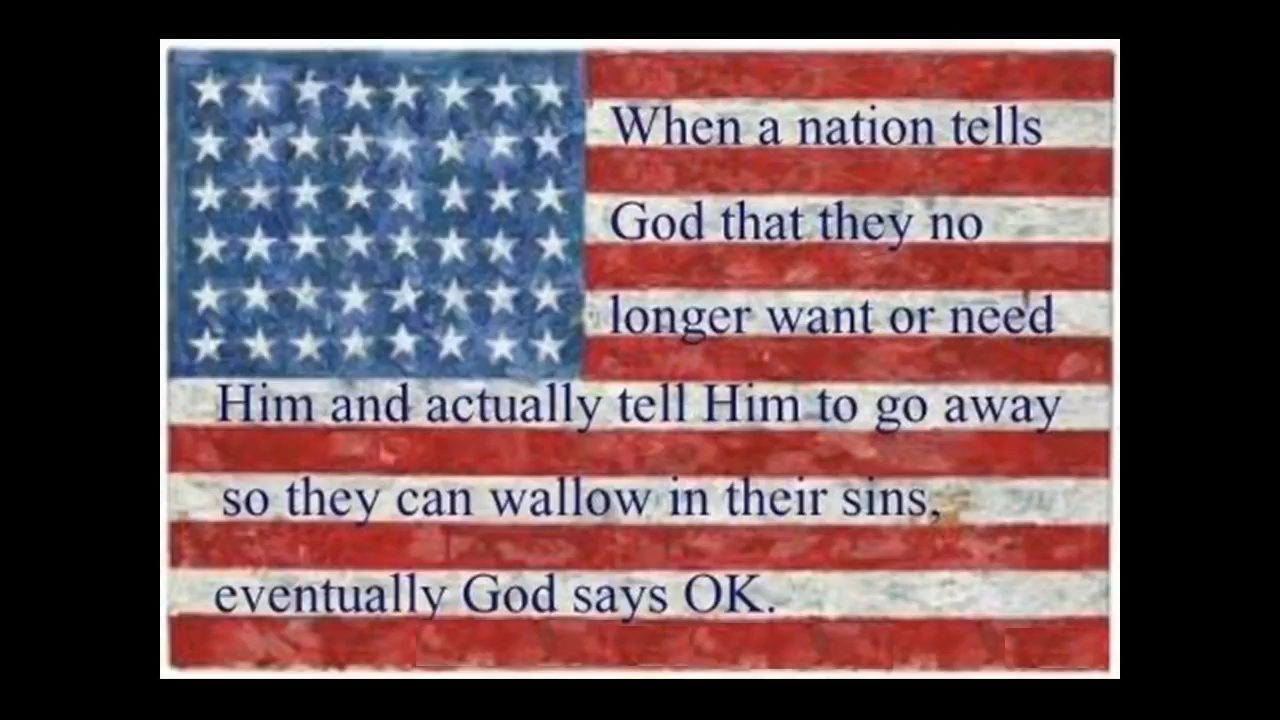 When a nation tells
God that they no
longer want or need
Him and actually tell Him to go away
so they can wallow in their sins,
eventually God says OK.